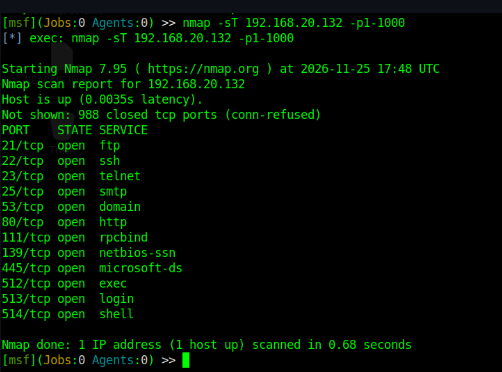 [msf](Jobs:0 Agents:0) >> nmap -sT 192.168.20.132 -p1-1000
[*] exec: nmap -sT 192.168.20.132 -p1-1000
Starting Nmap 7.95 ( https://nmap.org ) at 2026-11-25 17:48 UTC
Nmap scan report for 192.168.20.132
Host is up (0.0035s latency).
Not shown: 988 closed tcp ports (conn-refused)
PORT    STATE SERVICE
21/tcp  open  ftp
22/tcp  open  ssh
23/tcp  open  telnet
25/tcp  open  smtp
53/tcp  open  domain
80/tcp  open  http
111/tcp open  rpcbind
139/tcp open  netbios-ssn
445/tcp open  microsoft-ds
512/tcp open  exec
513/tcp open  login
514/tcp open  shell
Nmap done: 1 IP address (1 host up) scanned in 0.68 seconds
[msf](Jobs:0 Agents:0) >>